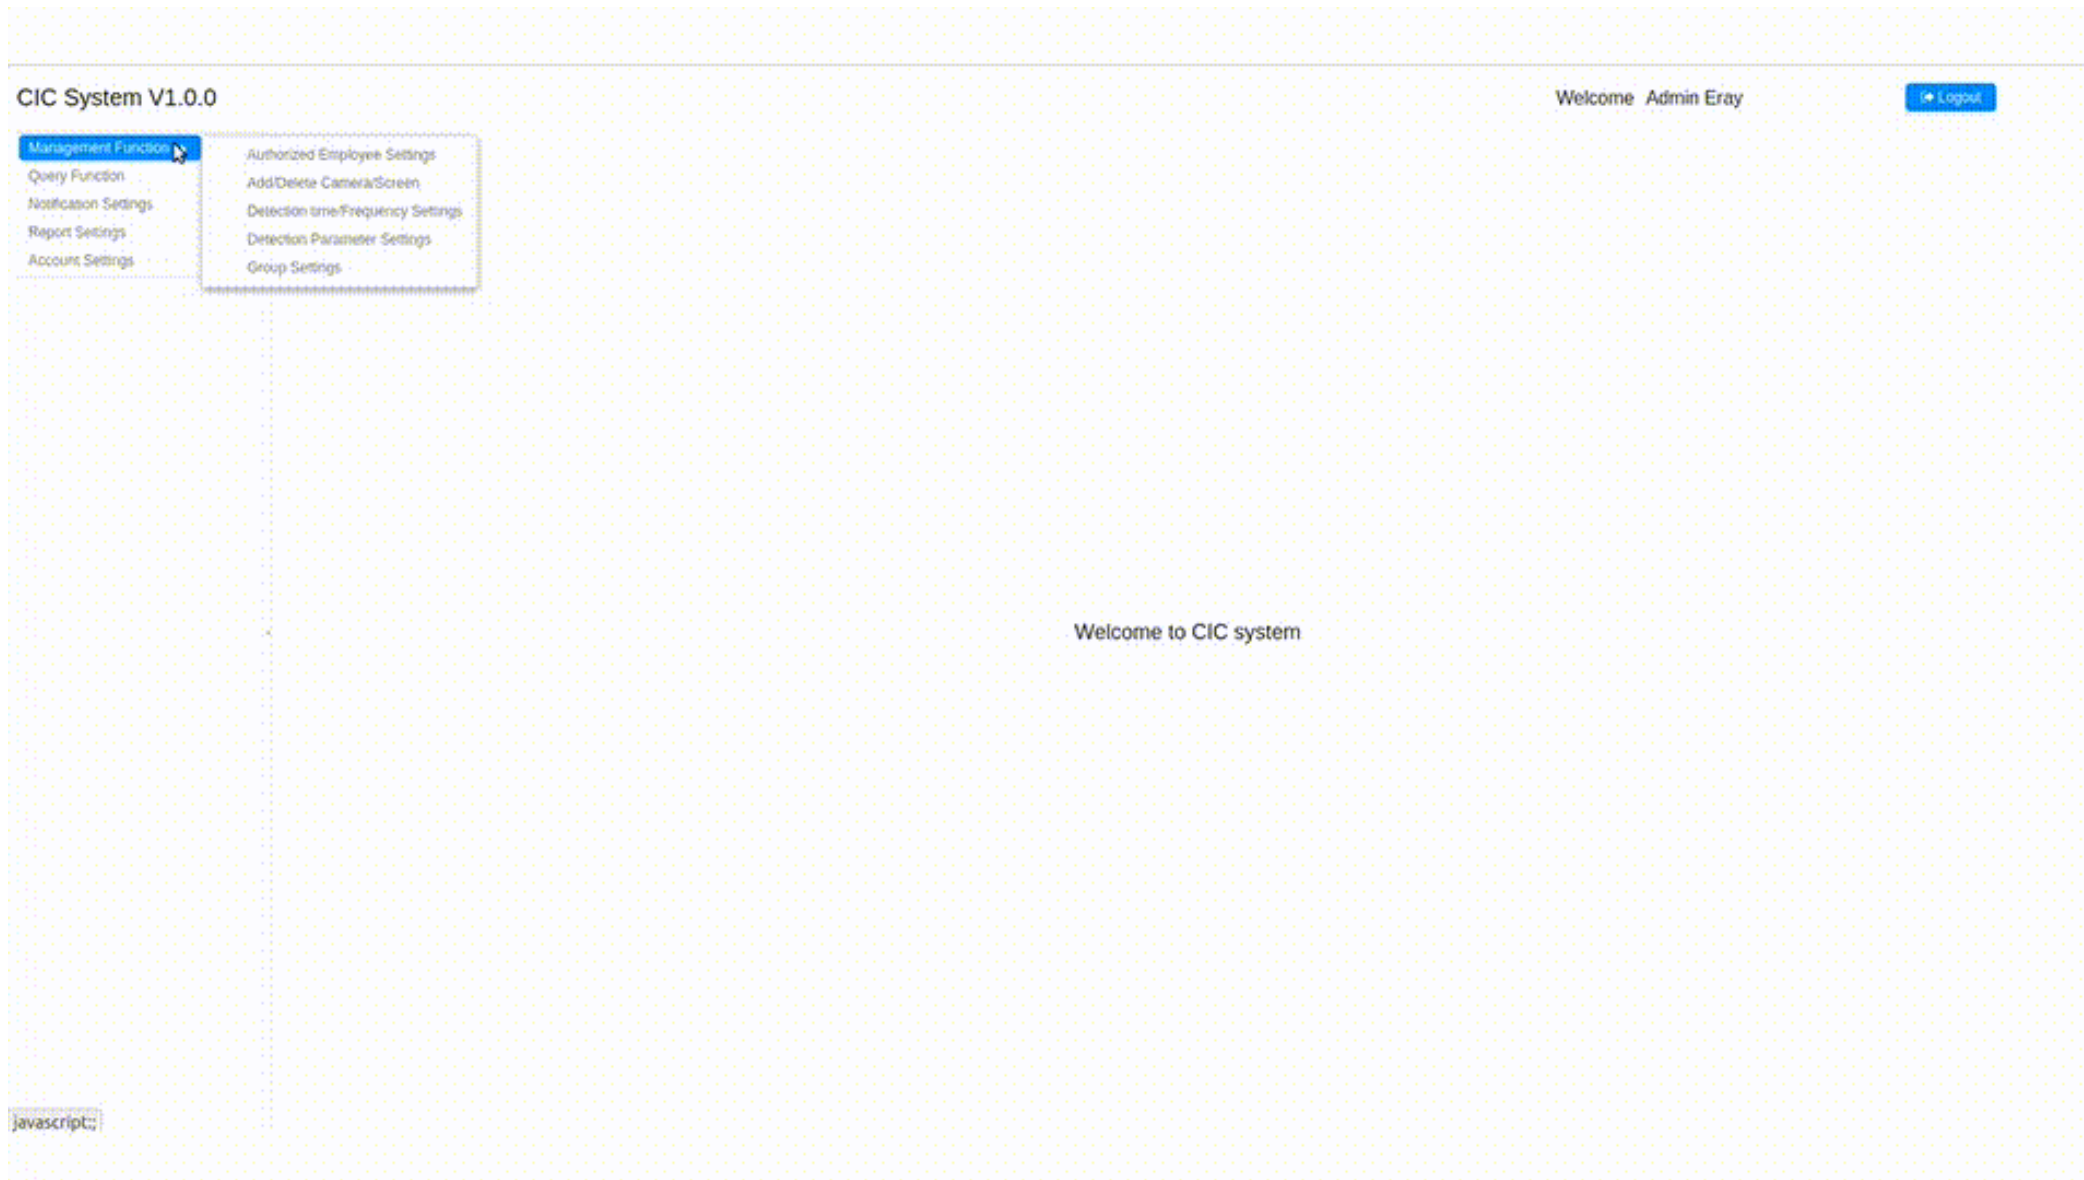 CIC System V1.0.0
Welcome Admin Eray
Logout
Management Function
Query Function
Notification Settings
Report Settings
Account Settings
Authorized Employee Settings
Add/Delete Camera/Screen
Detection time/Frequency Settings
Detection Parameter Settings
Group Settings
Welcome to CIC system
javascript:;